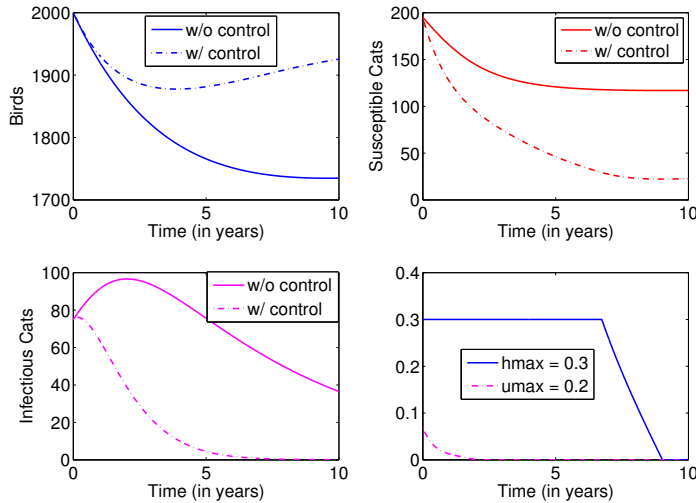 2000
1900
1800
1700
Birds
w/o control
w/ control
0
5
10
Time (in years)
200
150
100
50
0
Susceptible Cats
w/o control
w/ control
0
5
10
Time (in years)
100
80
60
40
20
0
Infectious Cats
w/o control
w/ control
0
5
10
Time (in years)
0.4
0.3
0.2
0.1
0
hmax = 0.3
umax = 0.2
0
5
10
Time (in years)